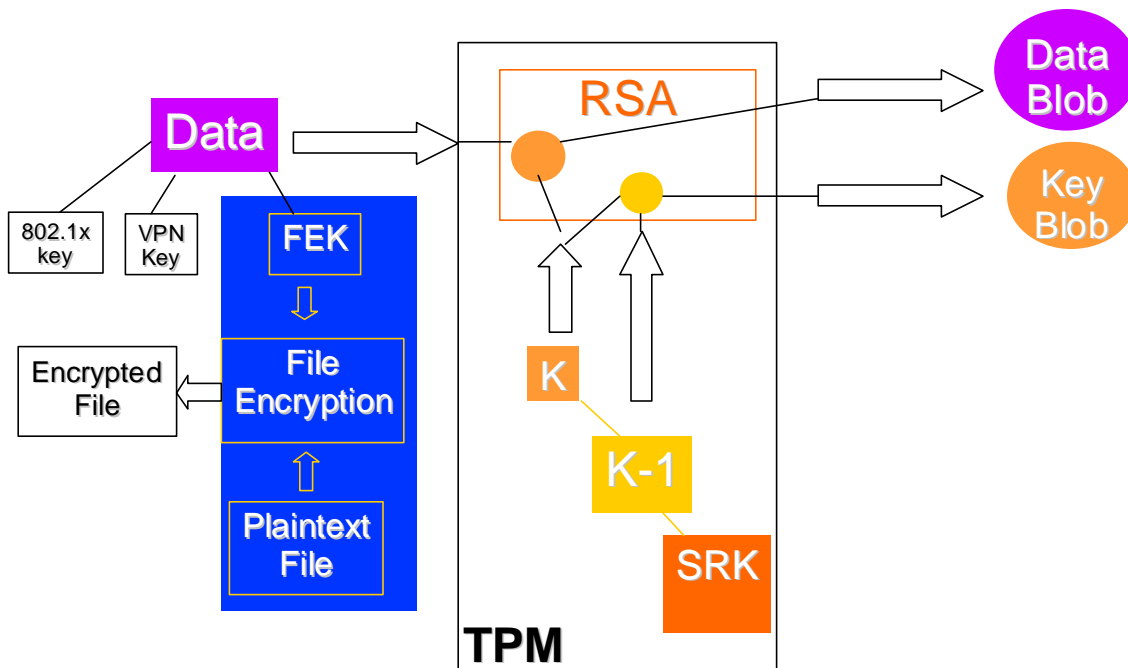 Data
802.1x
key
VPN
Key
FEK
File
Encryption
Encrypted
File
Plaintext
File
RSA
K
K-1
SRK
TPM
Data
Blob
Key
Blob